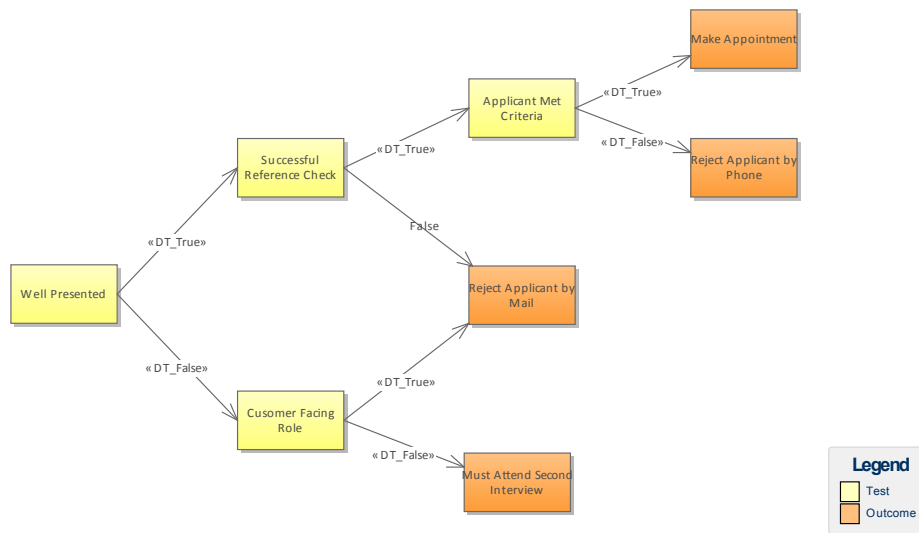 Make Appointment
«DT_True»
Applicant Met
Criteria
«DT_False»
«DT_True»
Successful
Reference Check
Reject Applicant by
Phone
False
«DT_True»
Well Presented
Reject Applicant by
Mail
«DT_False»
«DT_True»
Cusomer Facing
Role
«DT_False»
Must Attend Second
Interview
Legend
Test
Outcome